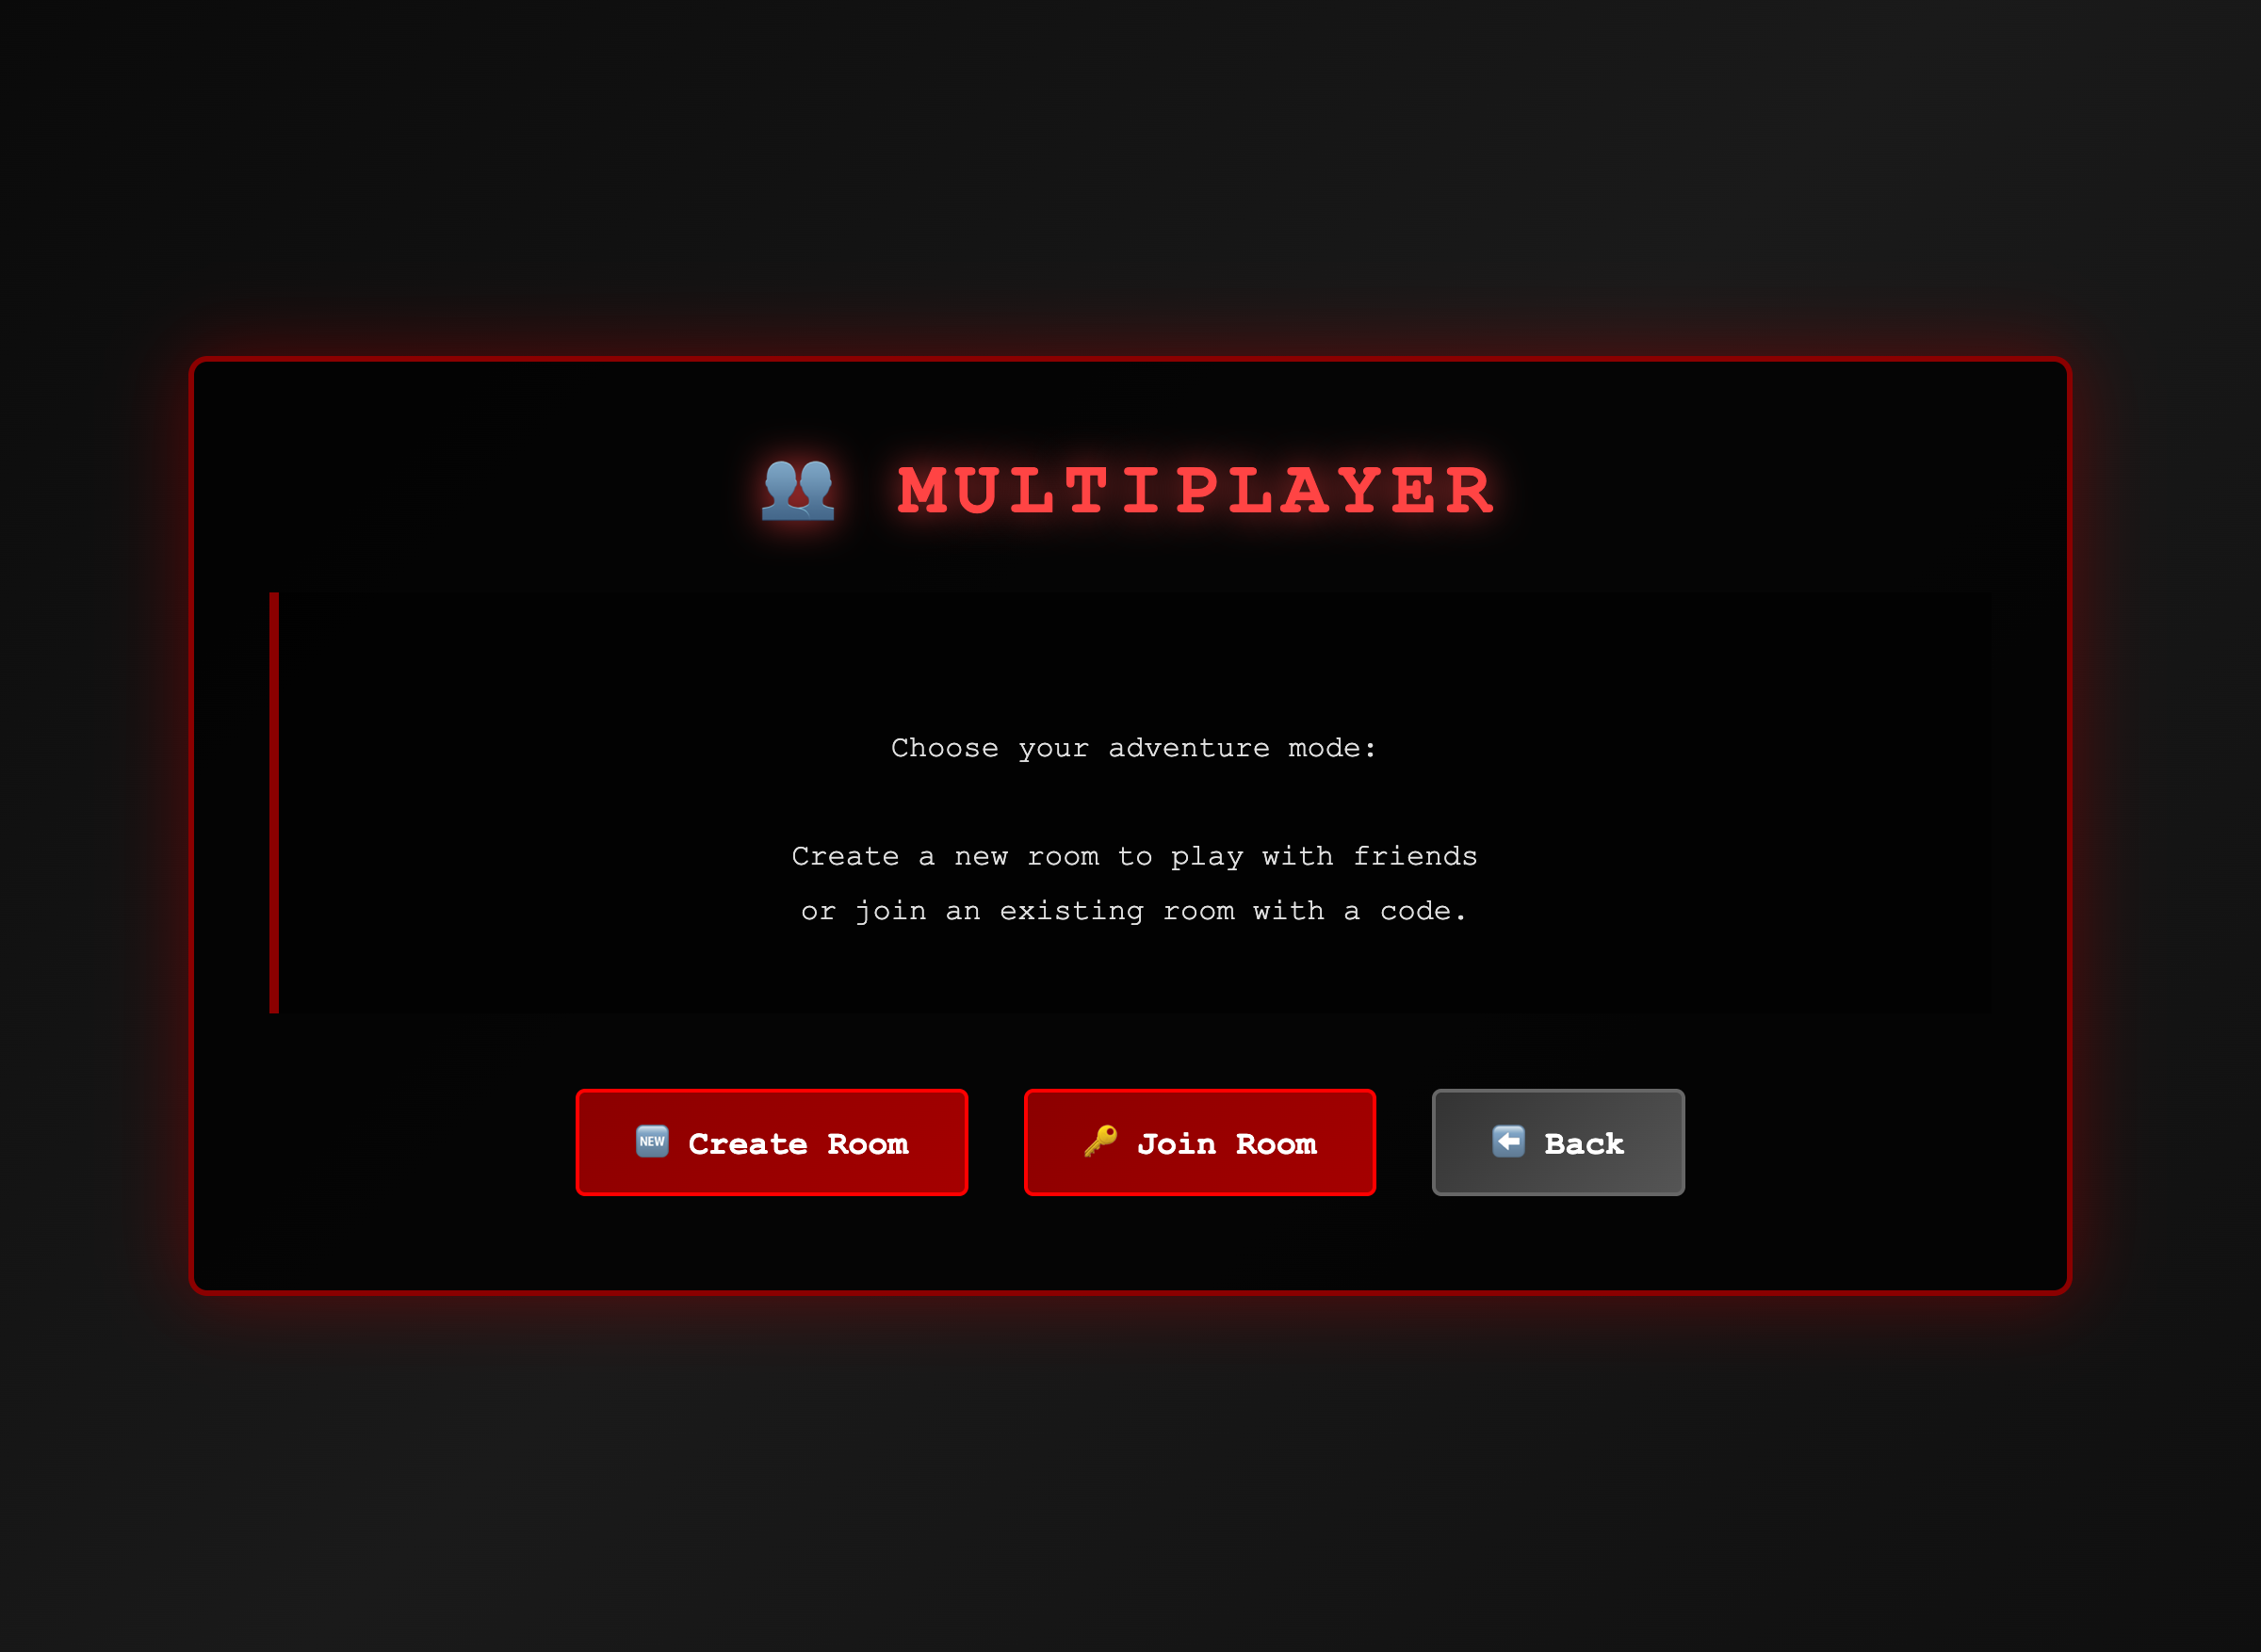 👥 MULTIPLAYER
Choose your adventure mode:
Create a new room to play with friends
or join an existing room with a code.
🆕 Create Room
🔑 Join Room
⬅️ Back